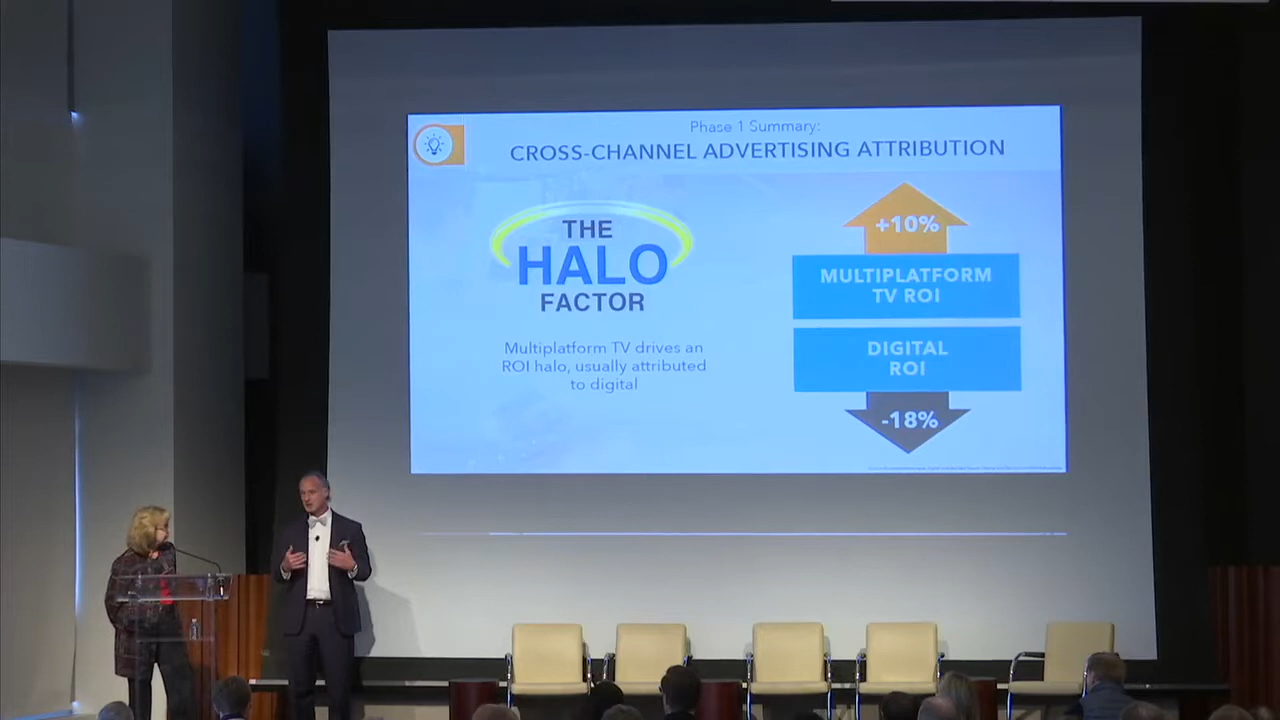 Phase 1 Summary:
CROSS-CHANNEL ADVERTISING ATTRIBUTION
THE
HALO
FACTOR
Multiplatform TV drives an
ROI halo, usually attributed
to digital
+10%
MULTIPLATFORM
TV ROI
DIGITAL
ROI
-18%